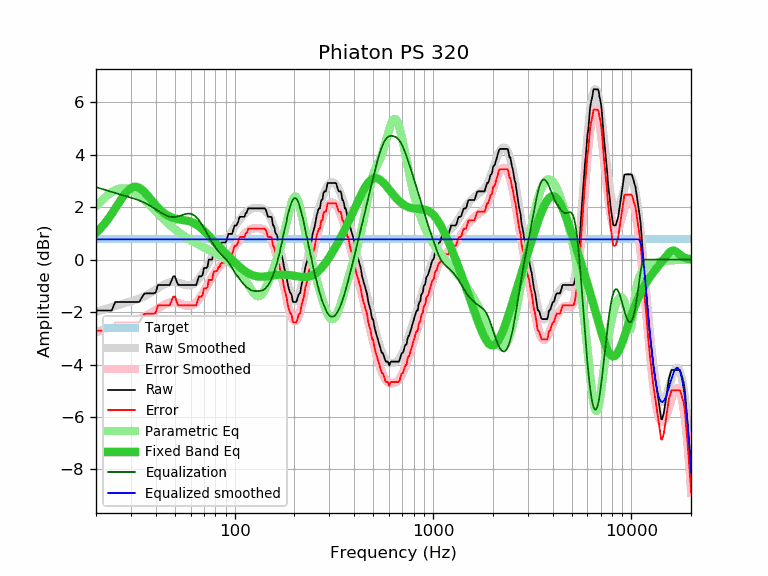 Phiaton PS 320
Amplitude (dBr)
6
4
2
0
−2
−4
−6
−8
Target
Raw Smoothed
Error Smoothed
Raw
Error
Parametric Eq
Fixed Band Eq
Equalization
Equalized smoothed
100 1000 10000
Frequency (Hz)